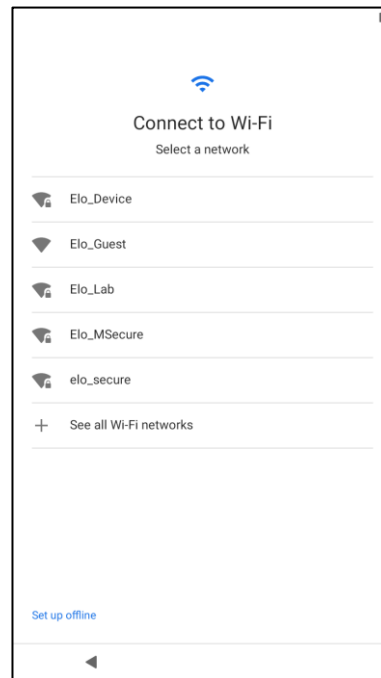 Connect to Wi-Fi
Select a network
Elo_Device
Elo_Guest
Elo_Lab
Elo_MSecure
elo_secure
See all Wi-Fi networks
Set up offline